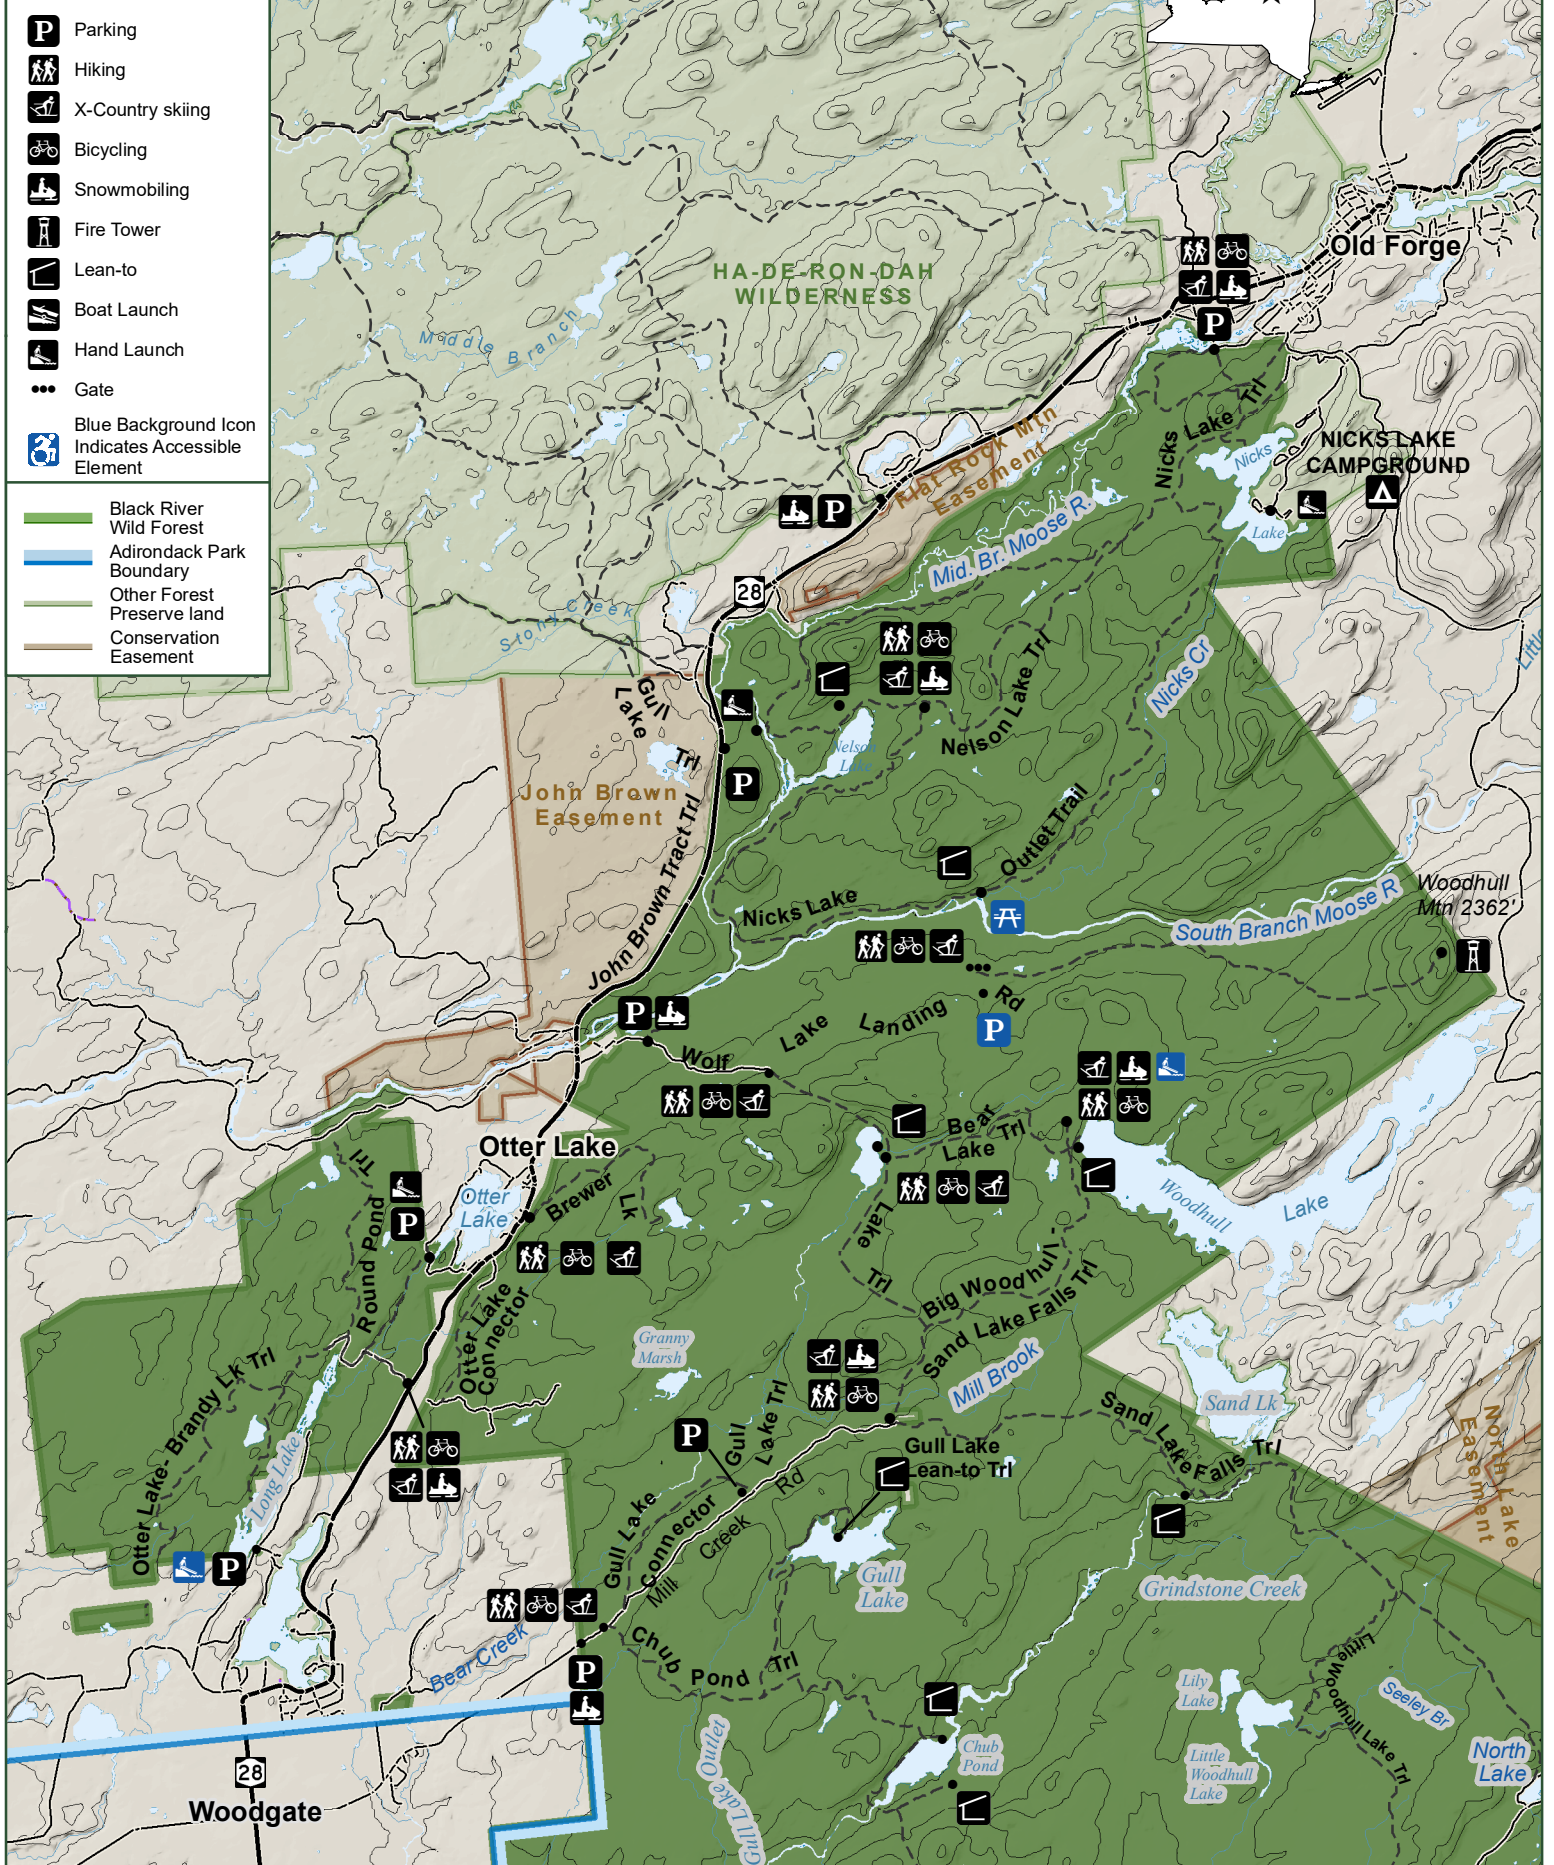 P Parking
Hiking
X-Country skiing
Bicycling
Snowmobiling
Fire Tower
Lean-to
Boat Launch
Hand Launch
Gate
Blue Background Icon
Indicates Accessible
Element
Black River
Wild Forest
Adirondack Park
Boundary
Other Forest
Preserve land
Conservation
Easement
HA-DE-RON-DAH
WILDERNESS
Middle Branch
Old Forge
P
Nicks Lake Trl
Nicks
Lake
NICKS LAKE
CAMPGROUND
Flat Rock Mtn
Easement
P
Mid. Br. Moose R.
28
Stony Creek
Gull
Lake
Trl
Nicks Cr
Little
Nelson Lake Trl
Nelson
Lake
P
John Brown
Easement
John Brown Tract Trl
Outlet Trail
Nicks Lake
South Branch Moose R
Woodhull
Mtn 2362'
P
Wolf Lake Landing Rd
P
Bear
Lake Trl
Otter Lake
Otter
Lake
Brewer Lk
P
Trl
Round Pond
Woodhull
Lake
Lake
Trl
Big Woodhull
Sand Lake Falls Trl
Otter Lake
Connector
Granny
Marsh
Mill Brook
Otter Lake- Brandy Lk Trl
Long Lake
Sand Lk
Sand Lake Falls Trl
North Lake
Easement
P
Gull
Lake Trl
Gull Lake
Lean-to Trl
Gull Lake
Connector
Mill Creek Rd
Gull
Lake
Grindstone Creek
P
Bear Creek
P
Chub Pond Trl
Little Woodhull Lake Trl
Lily
Lake
Seeley Br
Chub
Pond
Little
Woodhull
Lake
North
Lake
Gull Lake Outlet
28
Woodgate